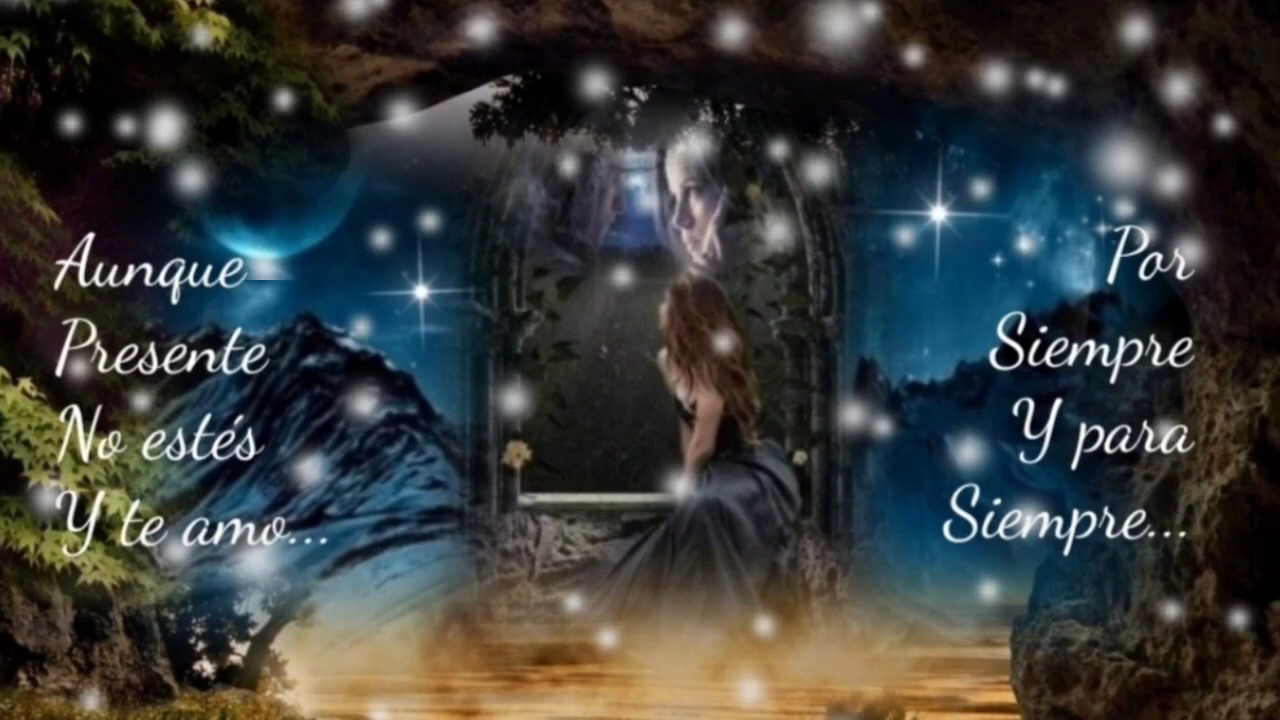 Aunque
Presente
No estés
Y te amo...
Por
Siempre
Y para
Siempre...